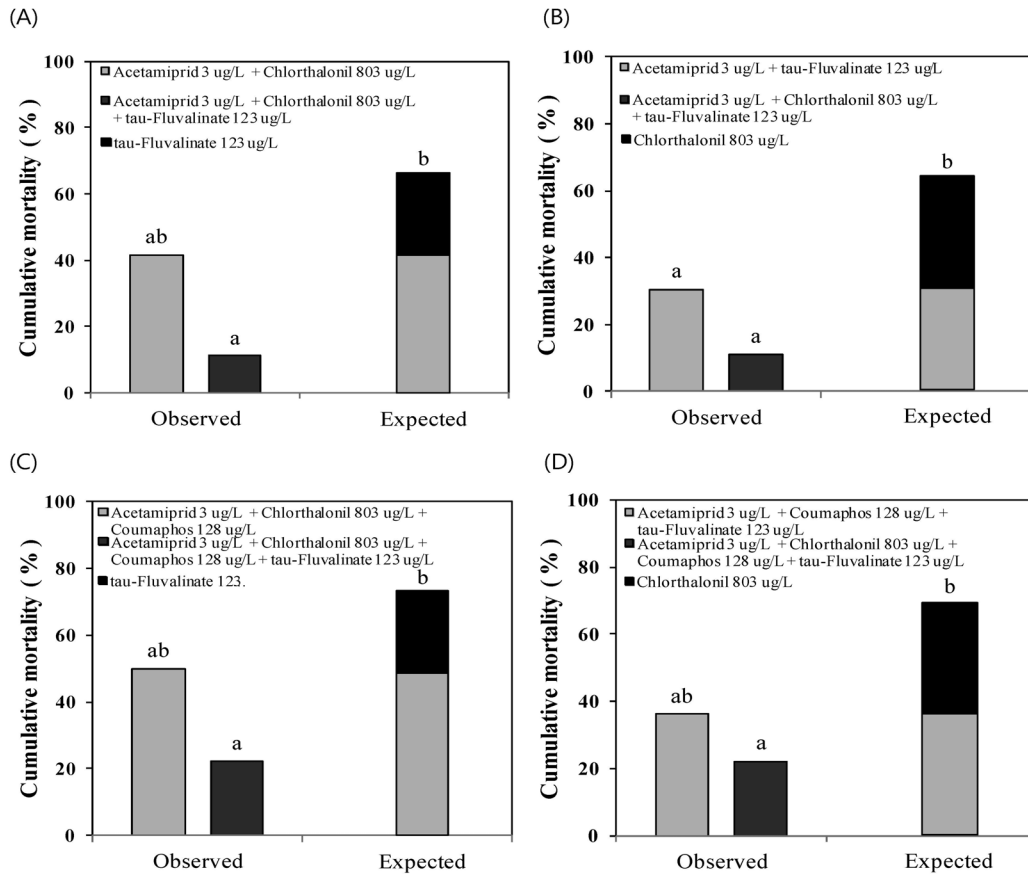 (A)
100
80
60
40
20
0
Cumulative mortality ( % )
Acetamiprid 3 ug/L + Chlorthalonil 803 ug/L
Acetamiprid 3 ug/L + Chlorthalonil 803 ug/L
+ tau-Fluvalinate 123 ug/L
tau-Fluvalinate 123 ug/L
ab
a
b
Observed
Expected
(B)
100
80
60
40
20
0
Cumulative mortality ( % )
Acetamiprid 3 ug/L + tau-Fluvalinate 123 ug/L
Acetamiprid 3 ug/L + Chlorthalonil 803 ug/L
+ tau-Fluvalinate 123 ug/L
Chlorthalonil 803 ug/L
a
a
b
Observed
Expected
(C)
100
80
60
40
20
0
Cumulative mortality ( % )
Acetamiprid 3 ug/L + Chlorthalonil 803 ug/L +
Coumaphos 128 ug/L
Acetamiprid 3 ug/L + Chlorthalonil 803 ug/L +
Coumaphos 128 ug/L + tau-Fluvalinate 123 ug/L
tau-Fluvalinate 123.
ab
a
b
Observed
Expected
(D)
100
80
60
40
20
0
Cumulative mortality ( % )
Acetamiprid 3 ug/L + Coumaphos 128 ug/L +
tau-Fluvalinate 123 ug/L
Acetamiprid 3 ug/L + Chlorthalonil 803 ug/L +
Coumaphos 128 ug/L + tau-Fluvalinate 123 ug/L
Chlorthalonil 803 ug/L
ab
a
b
Observed
Expected